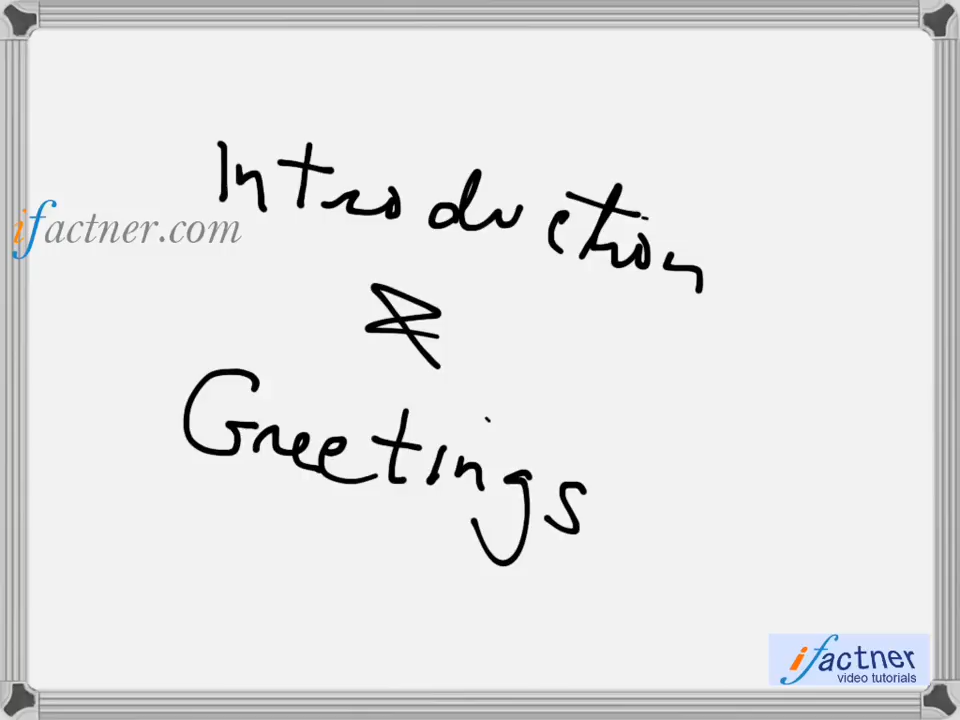 Introduction
ifactner.com
&
Greetings
ifactner
video tutorials